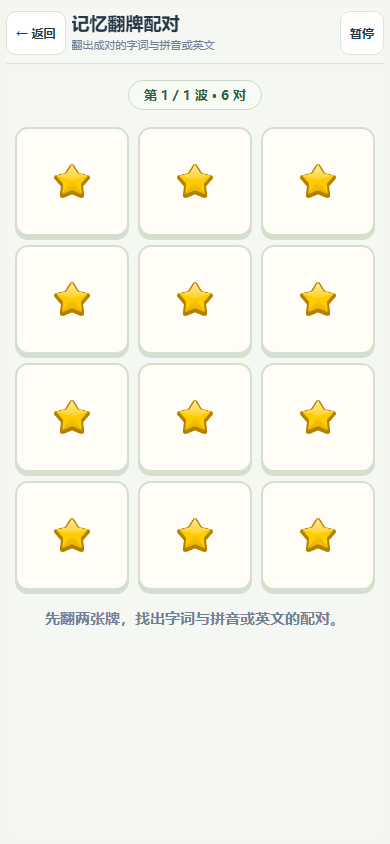 ← 返回
记忆翻牌配对
翻出成对的字词与拼音或英文
暂停
第 1 / 1 波 • 6 对
先翻两张牌，找出字词与拼音或英文的配对。